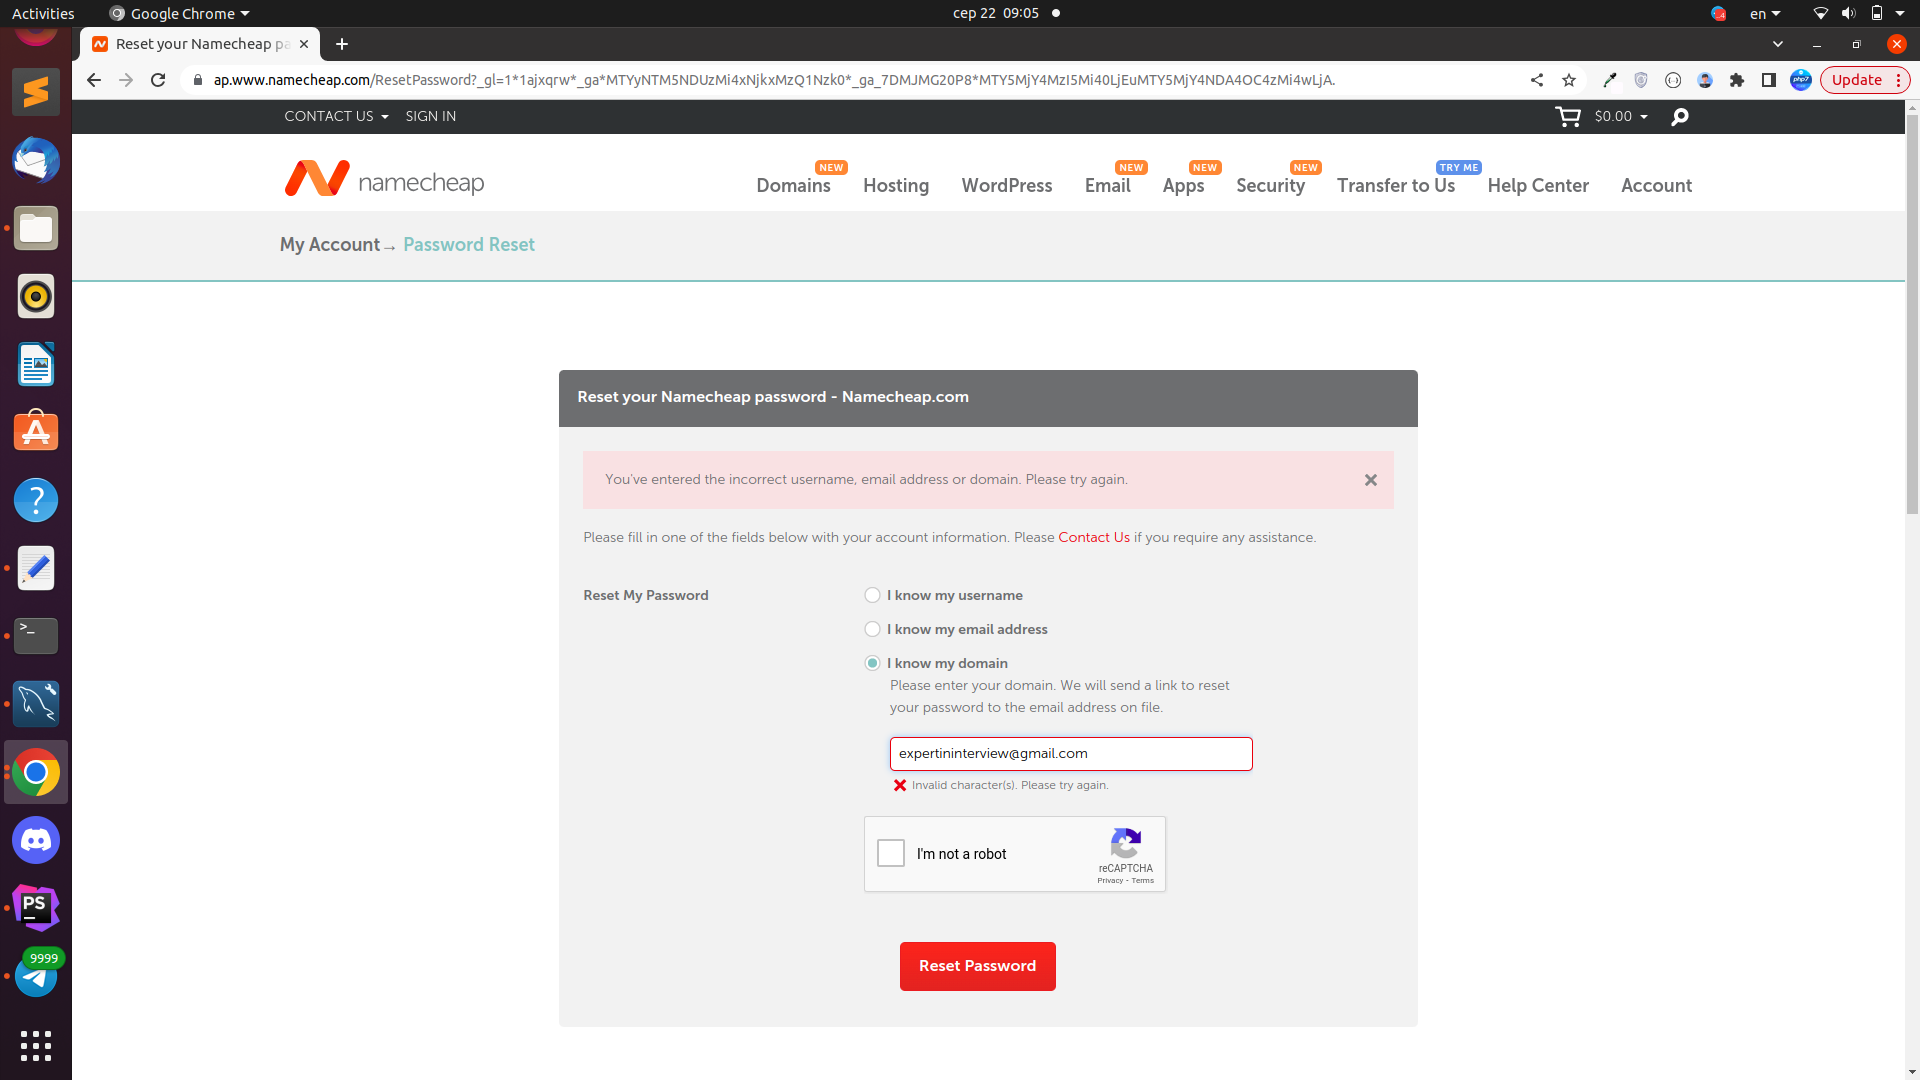 Activities
Google Chrome
сер 22 09:05
en
Reset your Namecheap pa
ap.www.namecheap.com/ResetPassword?_gl=1*1ajxqrw*_ga*MTYyNTM5NDUzMi4xNjkxMzQ1Nzk0*_ga_7DMJMG20P8*MTY5MjY4MzI5Mi40LjEuMTY5MjY4NDA4OC4zMi4wLjA.
Update
CONTACT US
SIGN IN
$0.00
namecheap
NEW
NEW
NEW
NEW
TRY ME
Domains
Hosting
WordPress
Email
Apps
Security
Transfer to Us
Help Center
Account
My Account → Password Reset
Reset your Namecheap password - Namecheap.com
You've entered the incorrect username, email address or domain. Please try again.
Please fill in one of the fields below with your account information. Please Contact Us if you require any assistance.
Reset My Password
I know my username
I know my email address
I know my domain
Please enter your domain. We will send a link to reset
your password to the email address on file.
expertininterview@gmail.com
Invalid character(s). Please try again.
I'm not a robot
reCAPTCHA
Privacy - Terms
Reset Password
PS
9999